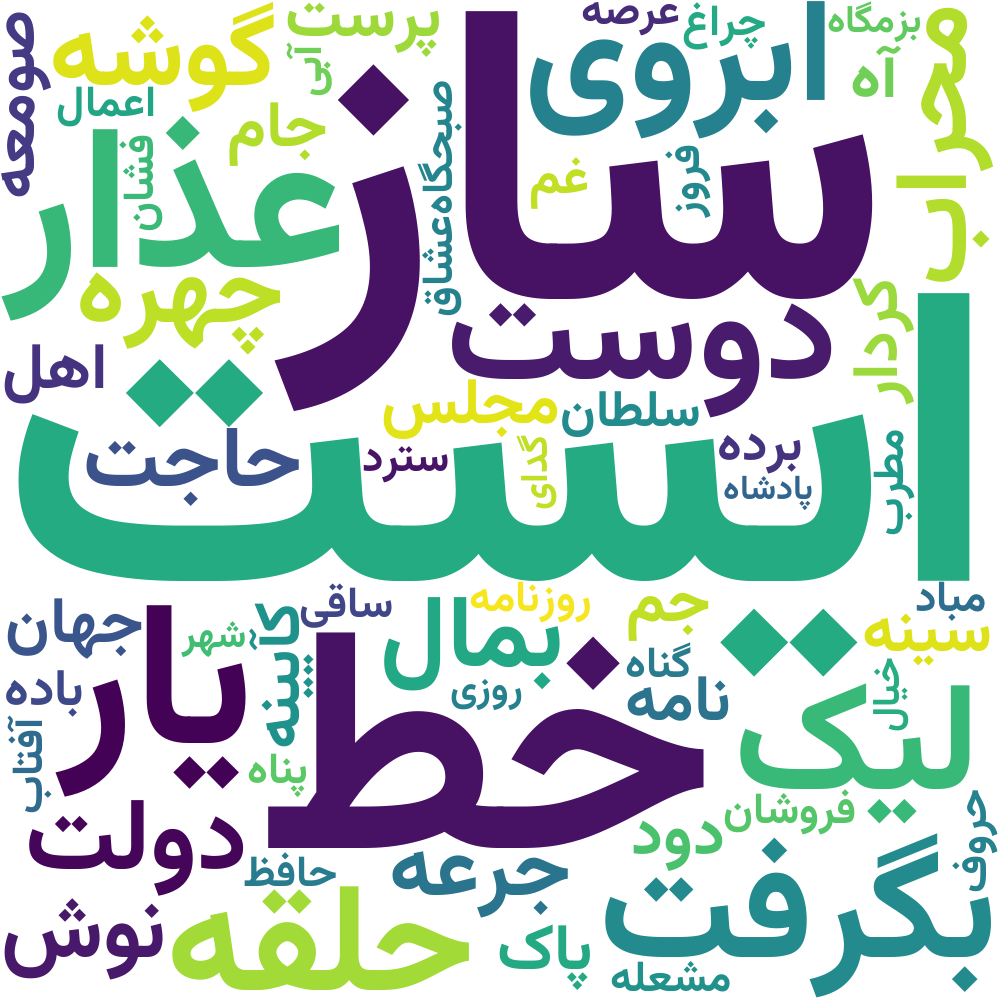 صومعه
گوشه
پرست
آبی
عرصه
چراغ
بزمگاه
ابروی
آه
محراب
اعمال
جام
صبحگاه
ساز
فروز
غم
عذار
فشان
عشاق
چهره
دوست
کردار
اهل
مجلس
سلطان
حاجت
سترد
گدای
برده
پادشاه
مطرب
است
جهان
یار
شهر
کآیینه
ساقی
بمال
روزنامه
جم
مباد
سینه
باده
روزی
گناه
نامه
خیال
لیک
آفتاب
پناه
خط
دولت
جرعه
حافظ
دود
فروشان
حروف
نوش
حلقه
پاک
بگرفت
مشعله